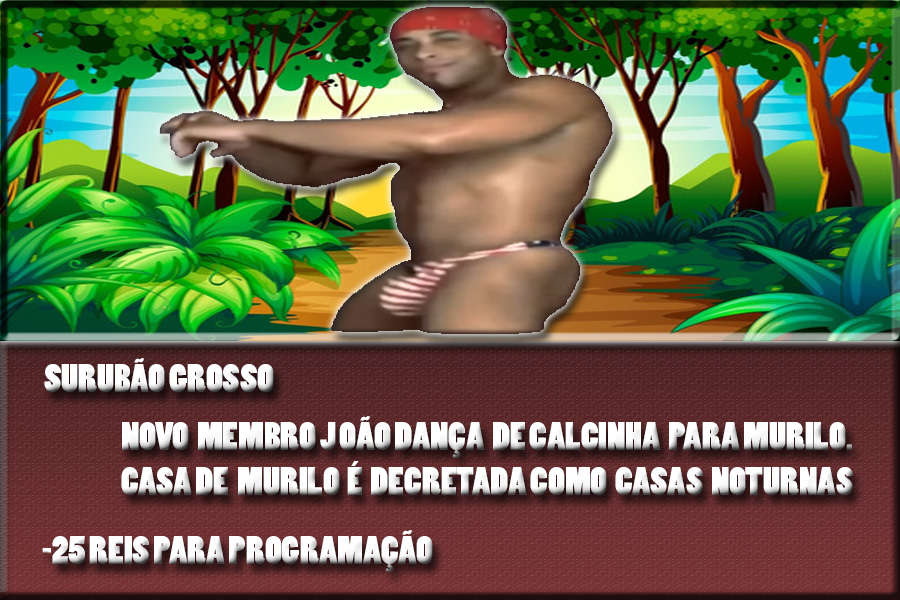 SURUBÃO GROSSO
NOVO MEMBRO JOÃO DANÇA DE CALCINHA PARA MURILO.
CASA DE MURILO É DECRETADA COMO CASAS NOTURNAS
-25 REIS PARA PROGRAMAÇÃO